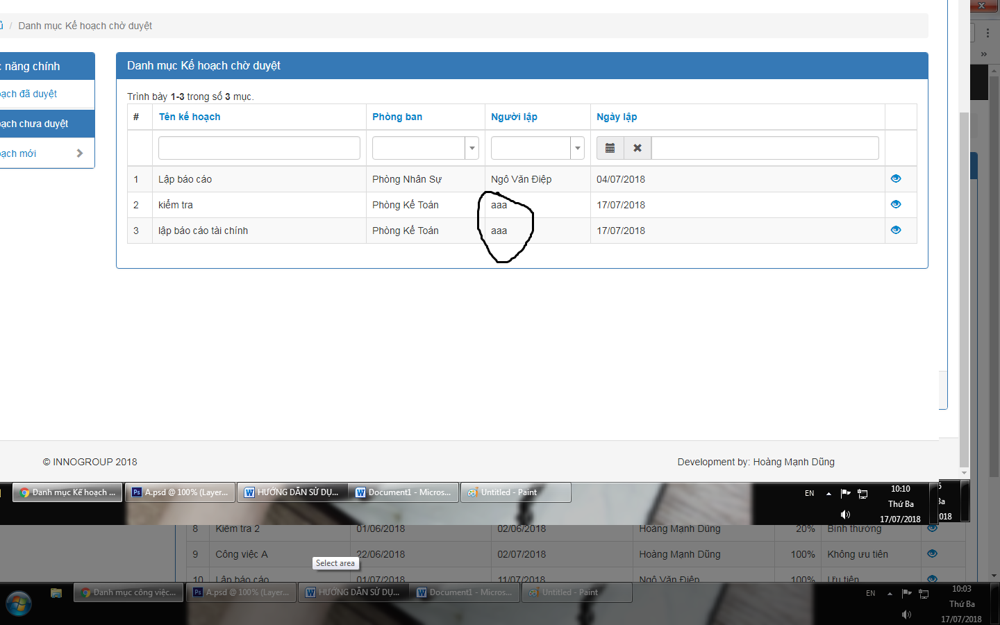 ủ / Danh mục Kế hoạch chờ duyệt
năng chính
ạch đã duyệt
ạch chưa duyệt
ạch mới
Danh mục Kế hoạch chờ duyệt
Trình bày 1-3 trong số 3 mục.
# Tên kế hoạch Phòng ban Người lập Ngày lập
1 Lập báo cáo Phòng Nhân Sự Ngô Văn Điệp 04/07/2018
2 kiểm tra Phòng Kế Toán aaa 17/07/2018
3 lập báo cáo tài chính Phòng Kế Toán aaa 17/07/2018
© INNOGROUP 2018 Development by: Hoàng Mạnh Dũng
Danh mục Kế hoạch ... A.psd @ 100% (Layer... HƯỚNG DẪN SỬ DỤ... Document1 - Micros... Untitled - Paint EN 10:10
Thứ Ba Ba
17/07/2018 2018
8 Kiểm tra 2 01/06/2018 02/06/2018 Hoàng Mạnh Dũng 20% Bình thường
9 Công việc A 22/06/2018 02/07/2018 Hoàng Mạnh Dũng 100% Không ưu tiên
Select area
10 Lập báo cáo 01/07/2018 11/07/2018 Ngô Văn Điệp 100% Ưu tiên
Danh mục công việc... A.psd @ 100% (Layer... HƯỚNG DẪN SỬ DỤ... Document1 - Micros... Untitled - Paint EN 10:03
Thứ Ba
17/07/2018